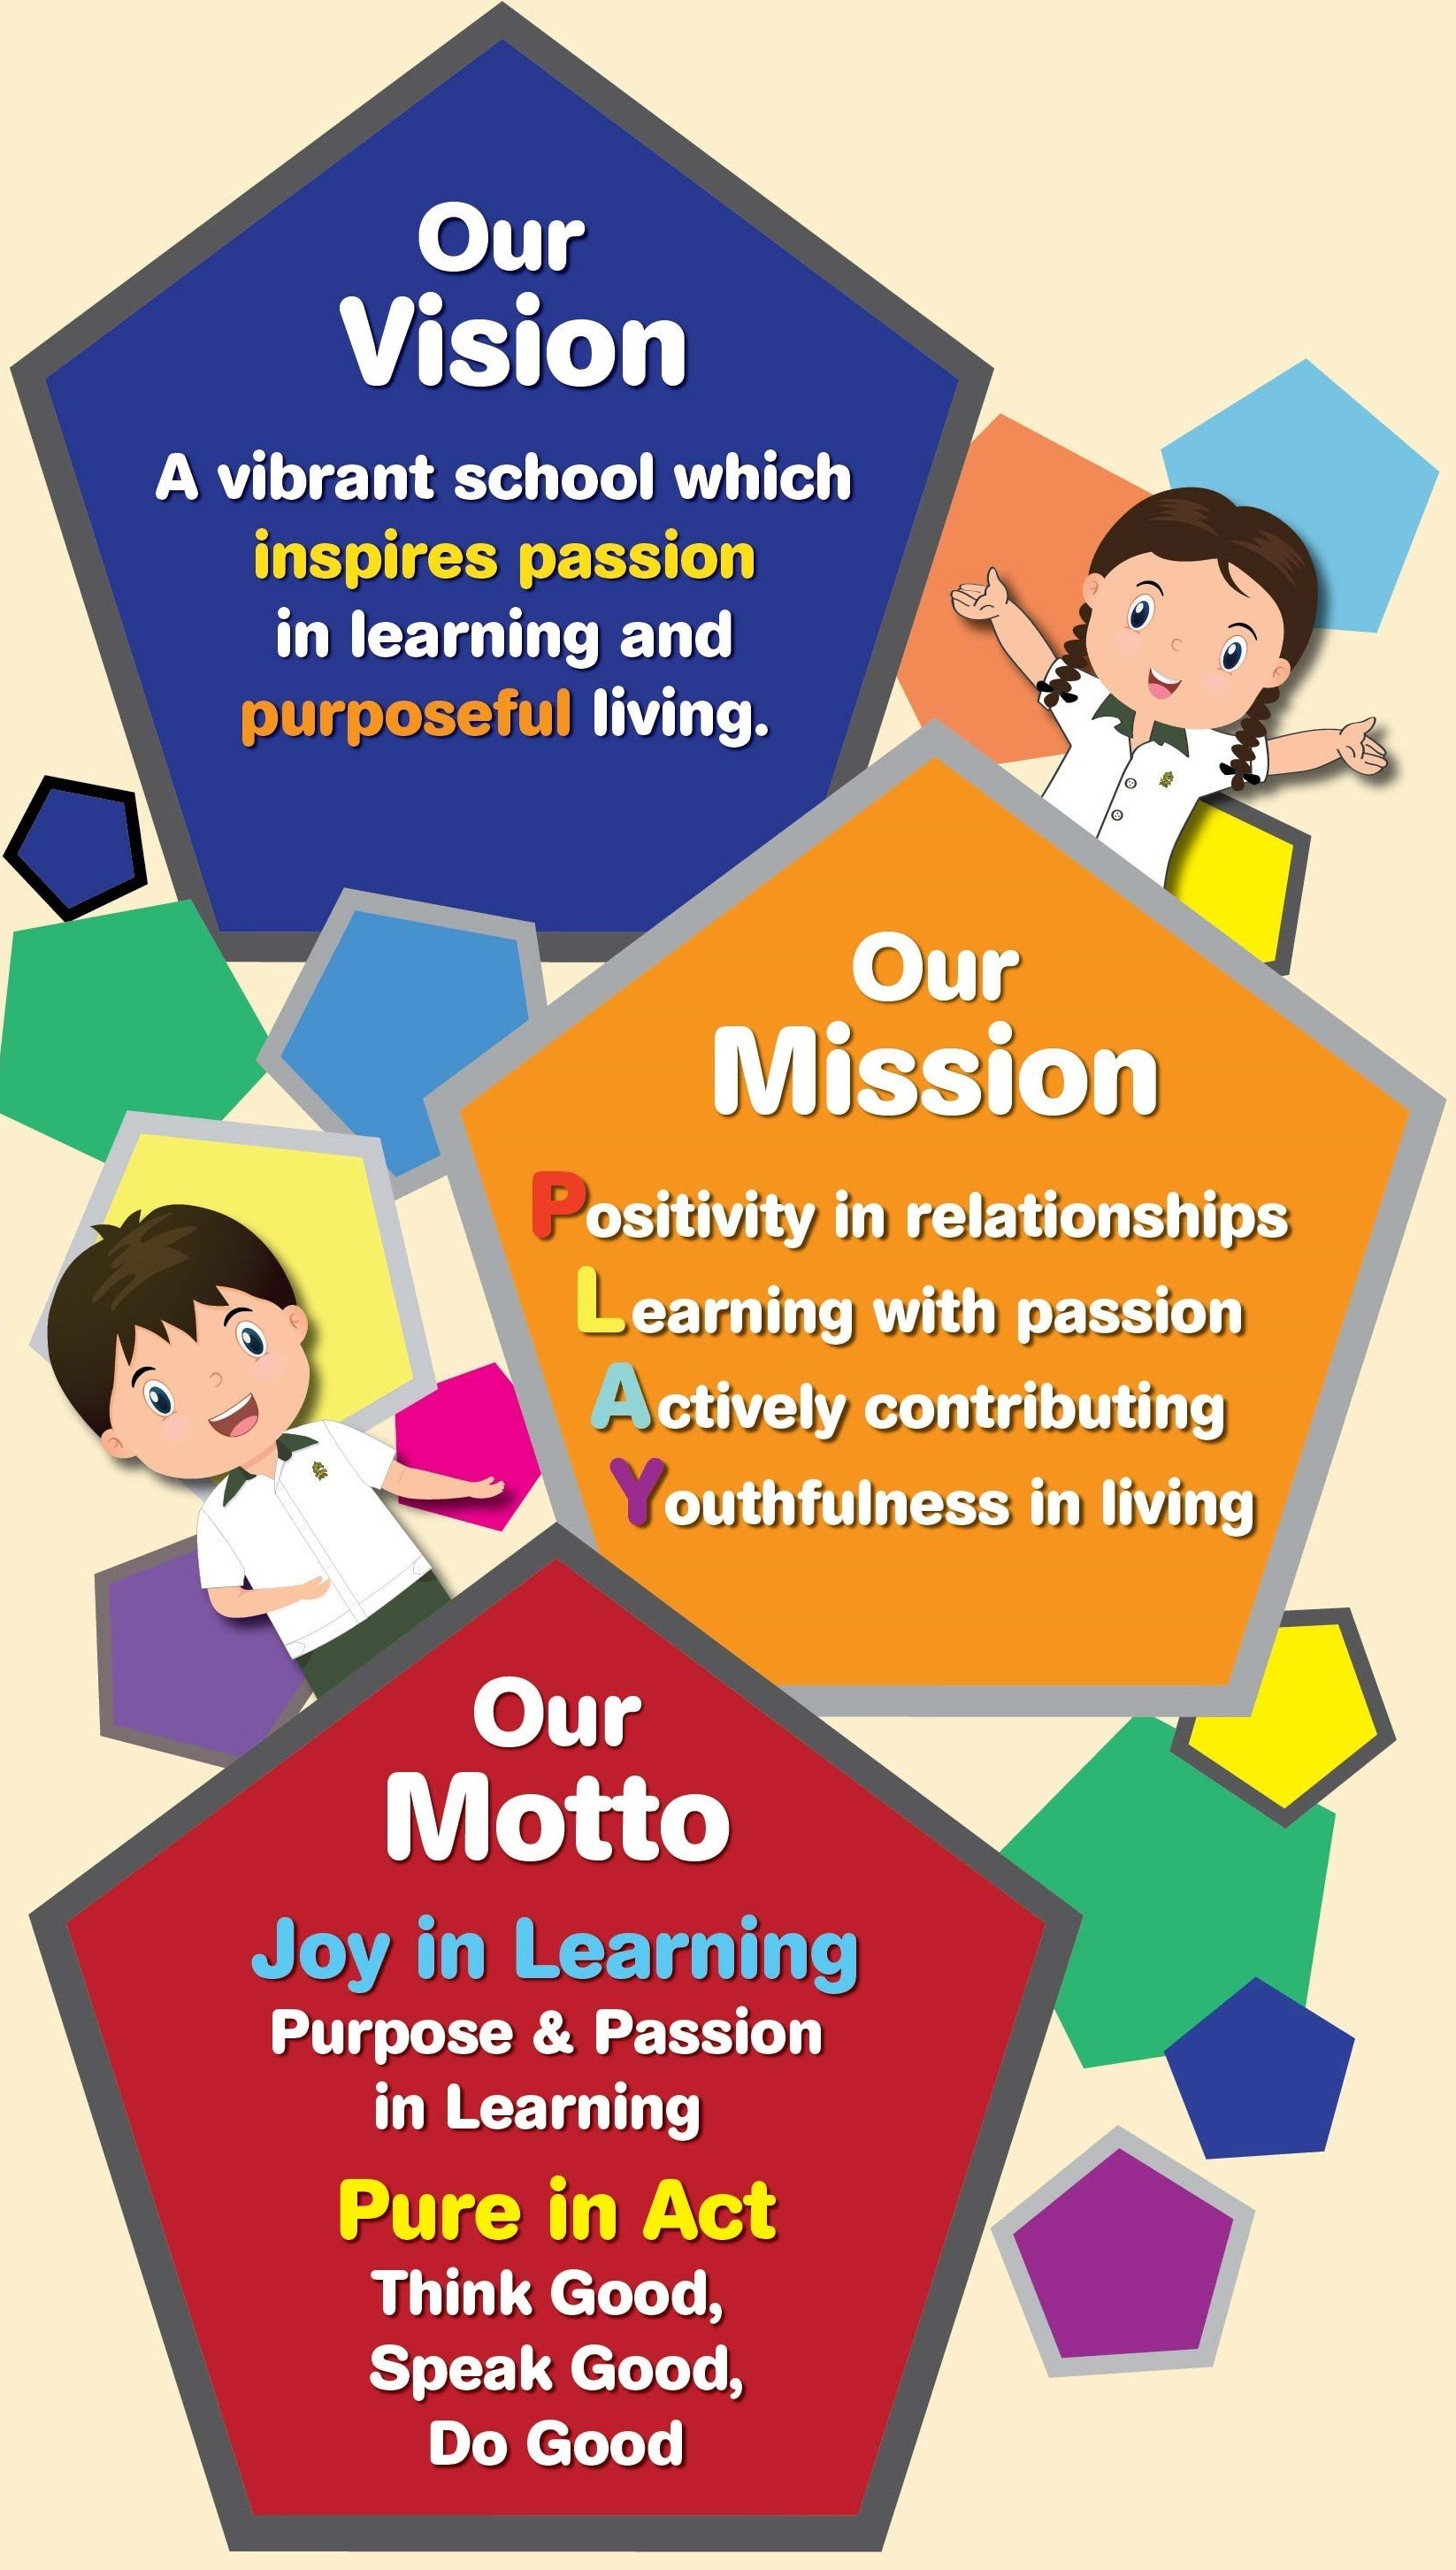 Our
Vision
A vibrant school which
inspires passion
in learning and
purposeful living.
Our
Mission
Positivity in relationships
Learning with passion
Actively contributing
Youthfulness in living
Our
Motto
Joy in Learning
Purpose & Passion
in Learning
Pure in Act
Think Good,
Speak Good,
Do Good